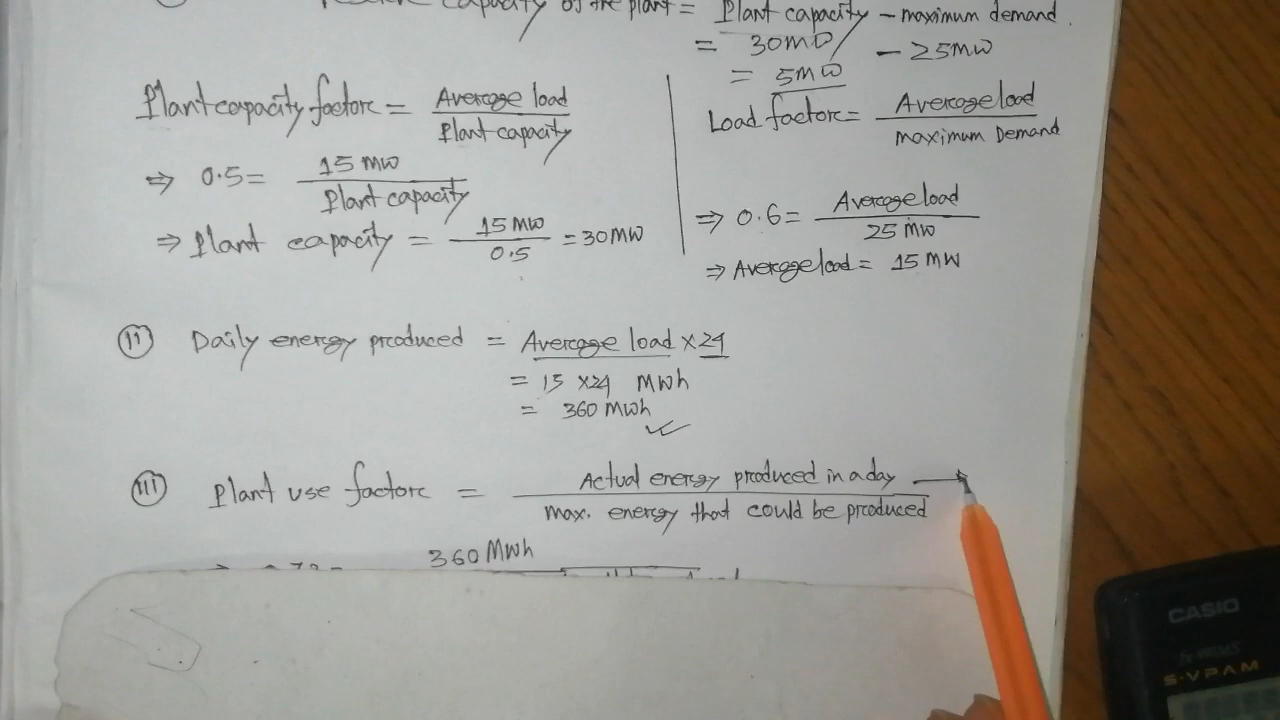 capacity of the plant = Plant capacity - maximum demand.
= 30MW - 25MW
= 5MW
Plant capacity factor = Average load / Plant capacity
⇒ 0.5 = 15 MW / Plant capacity
⇒ Plant capacity = 15 MW / 0.5 = 30 MW
Load factor = Average load / maximum Demand
⇒ 0.6 = Average load / 25 MW
⇒ Average load = 15 MW
(ii) Daily energy produced = Average load × 24
= 15 × 24 MWh
= 360 MWh
(iii) Plant use factor = Actual energy produced in a day / max. energy that could be produced
360 MWh
CASIO
S-VPAM